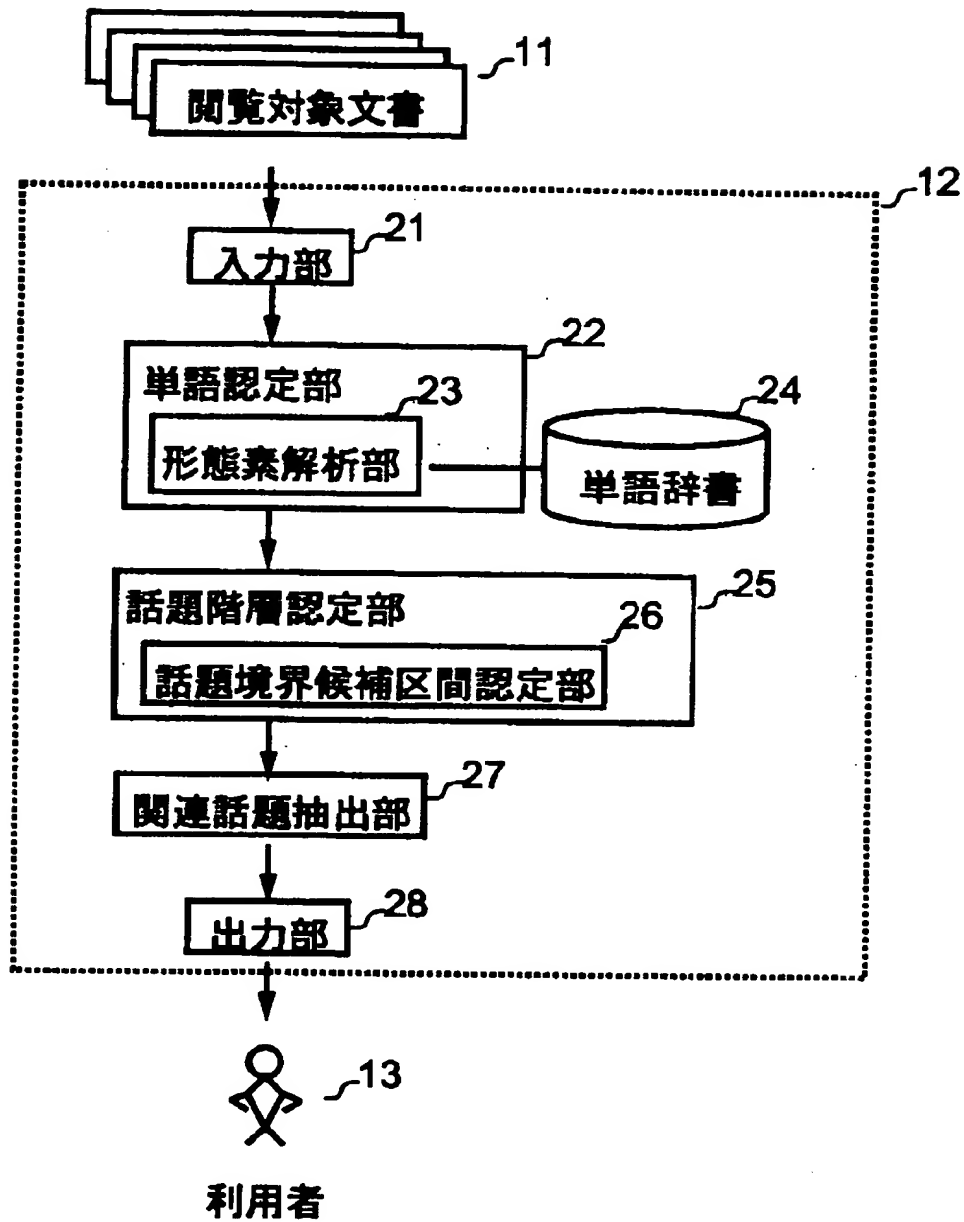 11
閲覧対象文書
12
21
入力部
22
単語認定部
23
24
形態素解析部
単語辞書
25
話題階層認定部
26
話題境界候補区間認定部
27
関連話題抽出部
28
出力部
13
利用者